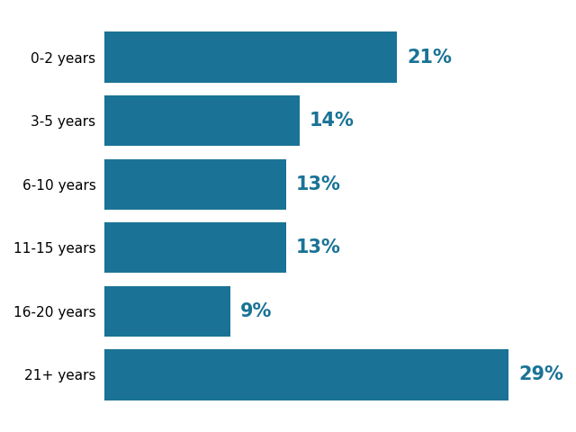 0-2 years 21%
3-5 years 14%
6-10 years 13%
11-15 years 13%
16-20 years 9%
21+ years 29%